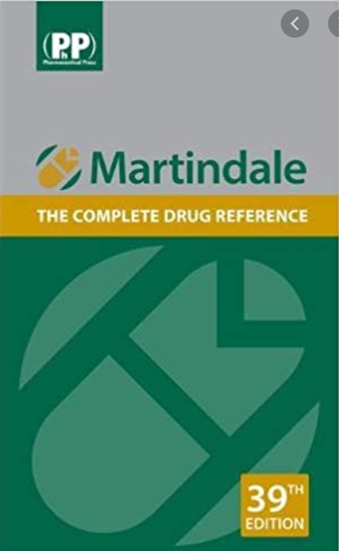 (PhP)
Pharmaceutical Press
Martindale
THE COMPLETE DRUG REFERENCE
39TH
EDITION